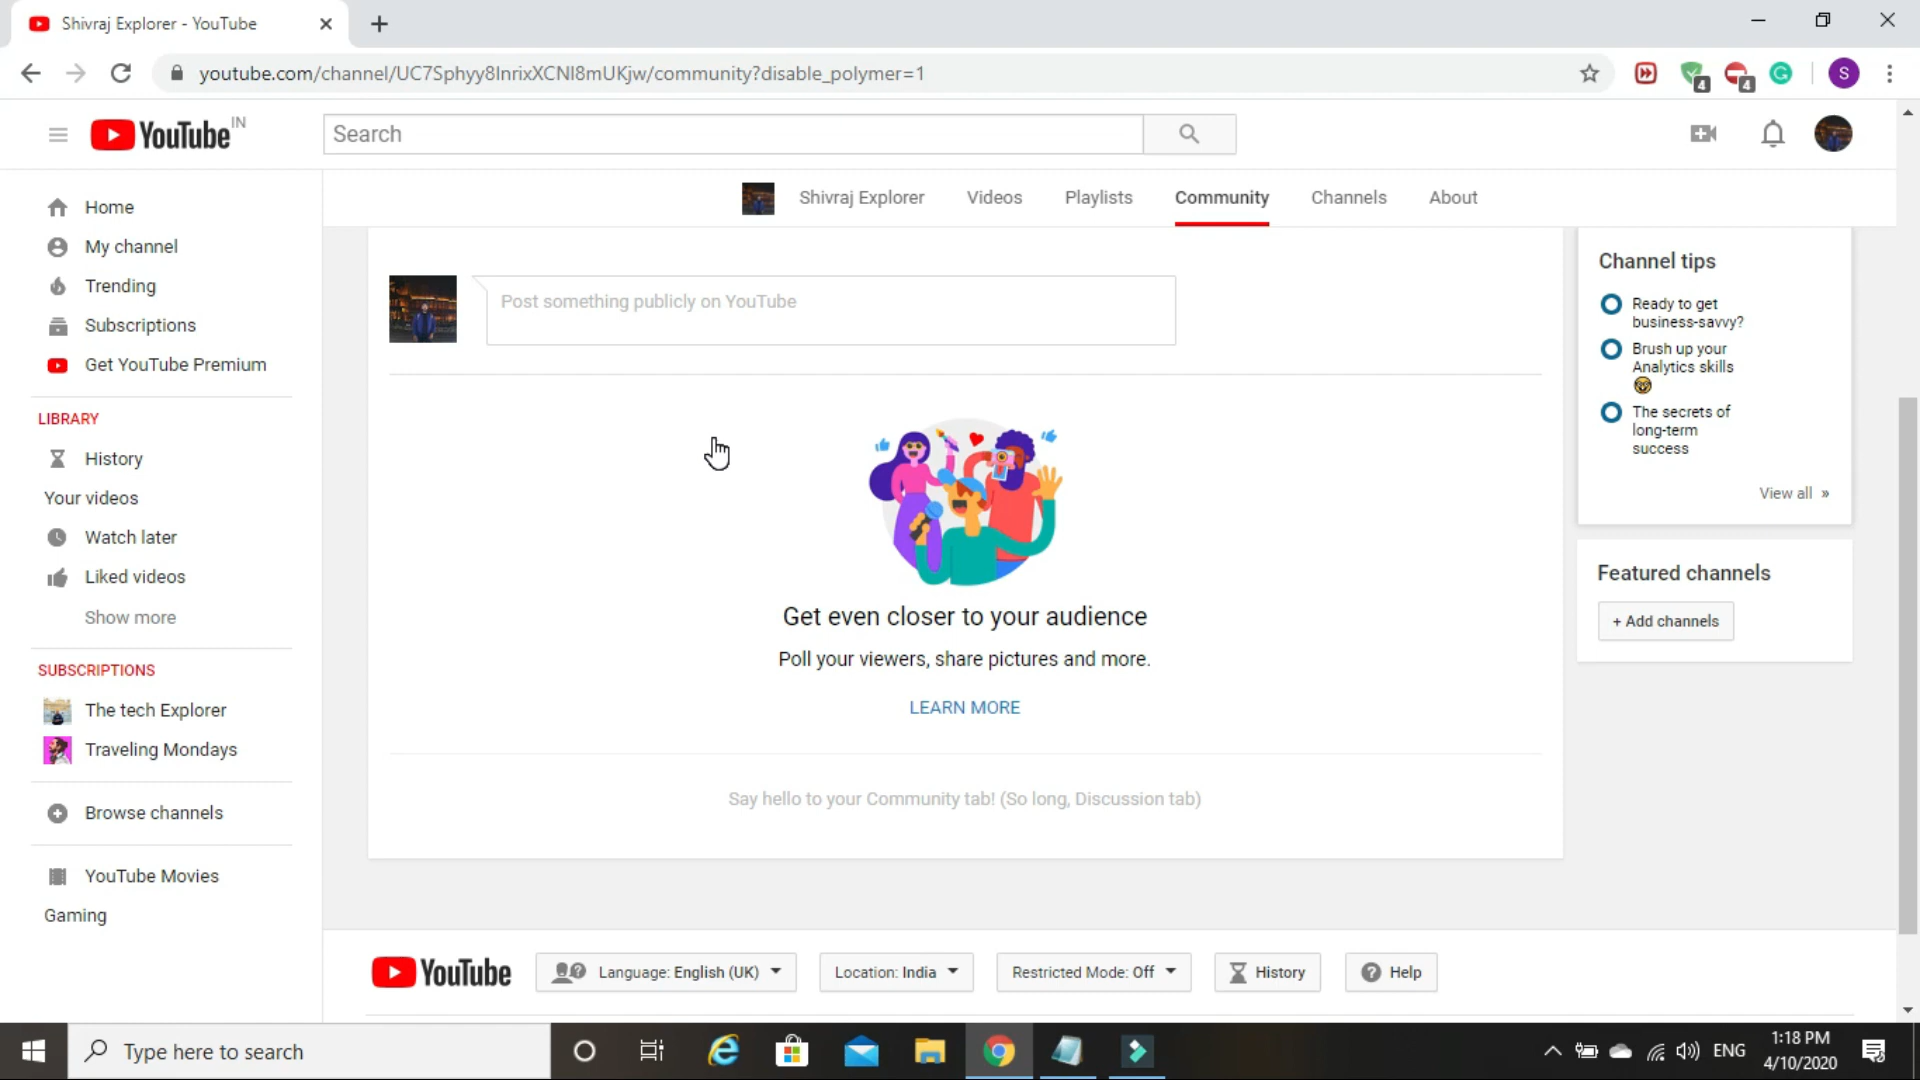 Shivraj Explorer - YouTube
youtube.com/channel/UC7Sphyy8InrixXCNl8mUKjw/community?disable_polymer=1
4
4
G
S
YouTube IN
Search
Shivraj Explorer
Videos
Playlists
Community
Channels
About
Home
My channel
Trending
Subscriptions
Get YouTube Premium
LIBRARY
History
Your videos
Watch later
Liked videos
Show more
SUBSCRIPTIONS
The tech Explorer
Traveling Mondays
Browse channels
YouTube Movies
Gaming
Post something publicly on YouTube
Get even closer to your audience
Poll your viewers, share pictures and more.
LEARN MORE
Say hello to your Community tab! (So long, Discussion tab)
Channel tips
Ready to get
business-savvy?
Brush up your
Analytics skills
🤓
The secrets of
long-term
success
View all »
Featured channels
+ Add channels
YouTube
Language: English (UK)
Location: India
Restricted Mode: Off
History
Help
Type here to search
ENG
1:18 PM
4/10/2020